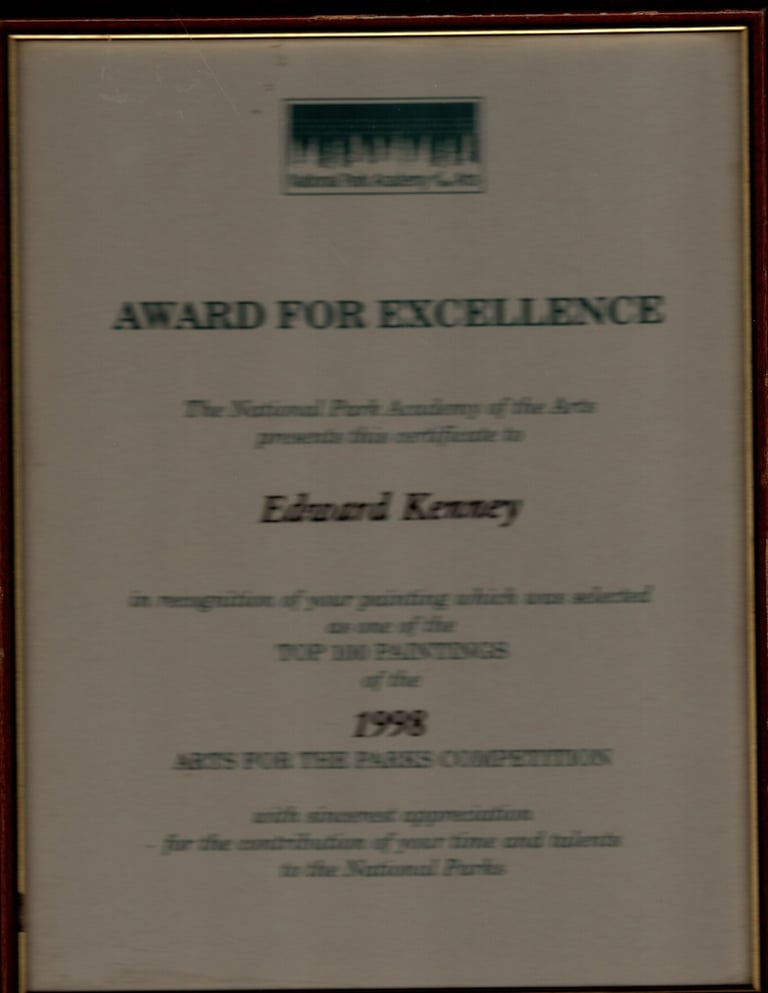 National Park Academy of the Arts
AWARD FOR EXCELLENCE
The National Park Academy of the Arts
presents this certificate to
Edward Kenney
in recognition of your painting which was selected
as one of the
TOP 100 PAINTINGS
of the
1998
ARTS FOR THE PARKS COMPETITION
with sincerest appreciation
for the contribution of your time and talents
to the National Parks